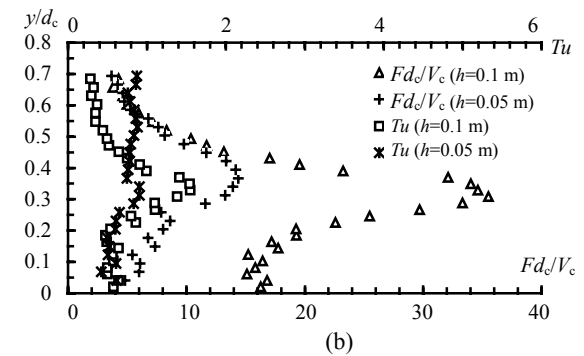 y/dc 0 2 4 6
0.8 Tu
0.7 Fdc/Vc (h=0.1 m)
0.6 Fdc/Vc (h=0.05 m)
0.5 Tu (h=0.1 m)
0.4 Tu (h=0.05 m)
0.3
0.2
0.1 Fdc/Vc
0
0 10 20 30 40
(b)